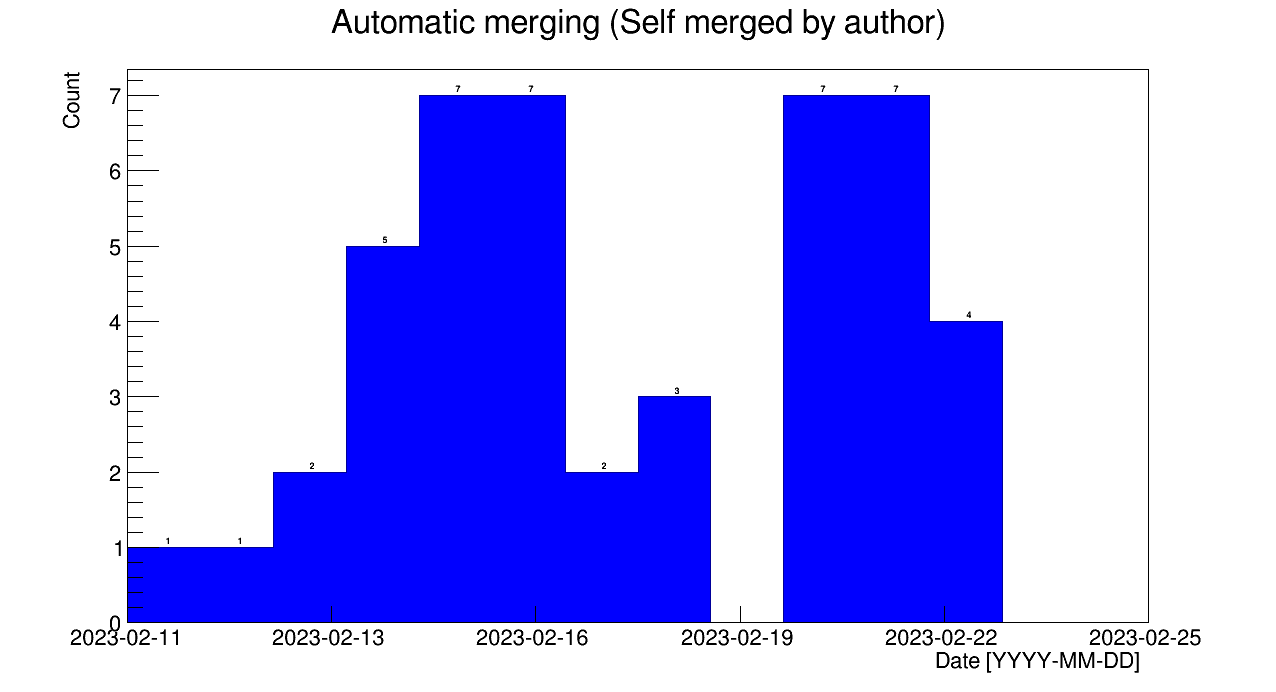 Automatic merging (Self merged by author)
Count
7
6
5
4
3
2
1
0
1 1 2 5 7 7 2 3 7 7 4
2023-02-11 2023-02-13 2023-02-16 2023-02-19 2023-02-22 2023-02-25
Date [YYYY-MM-DD]